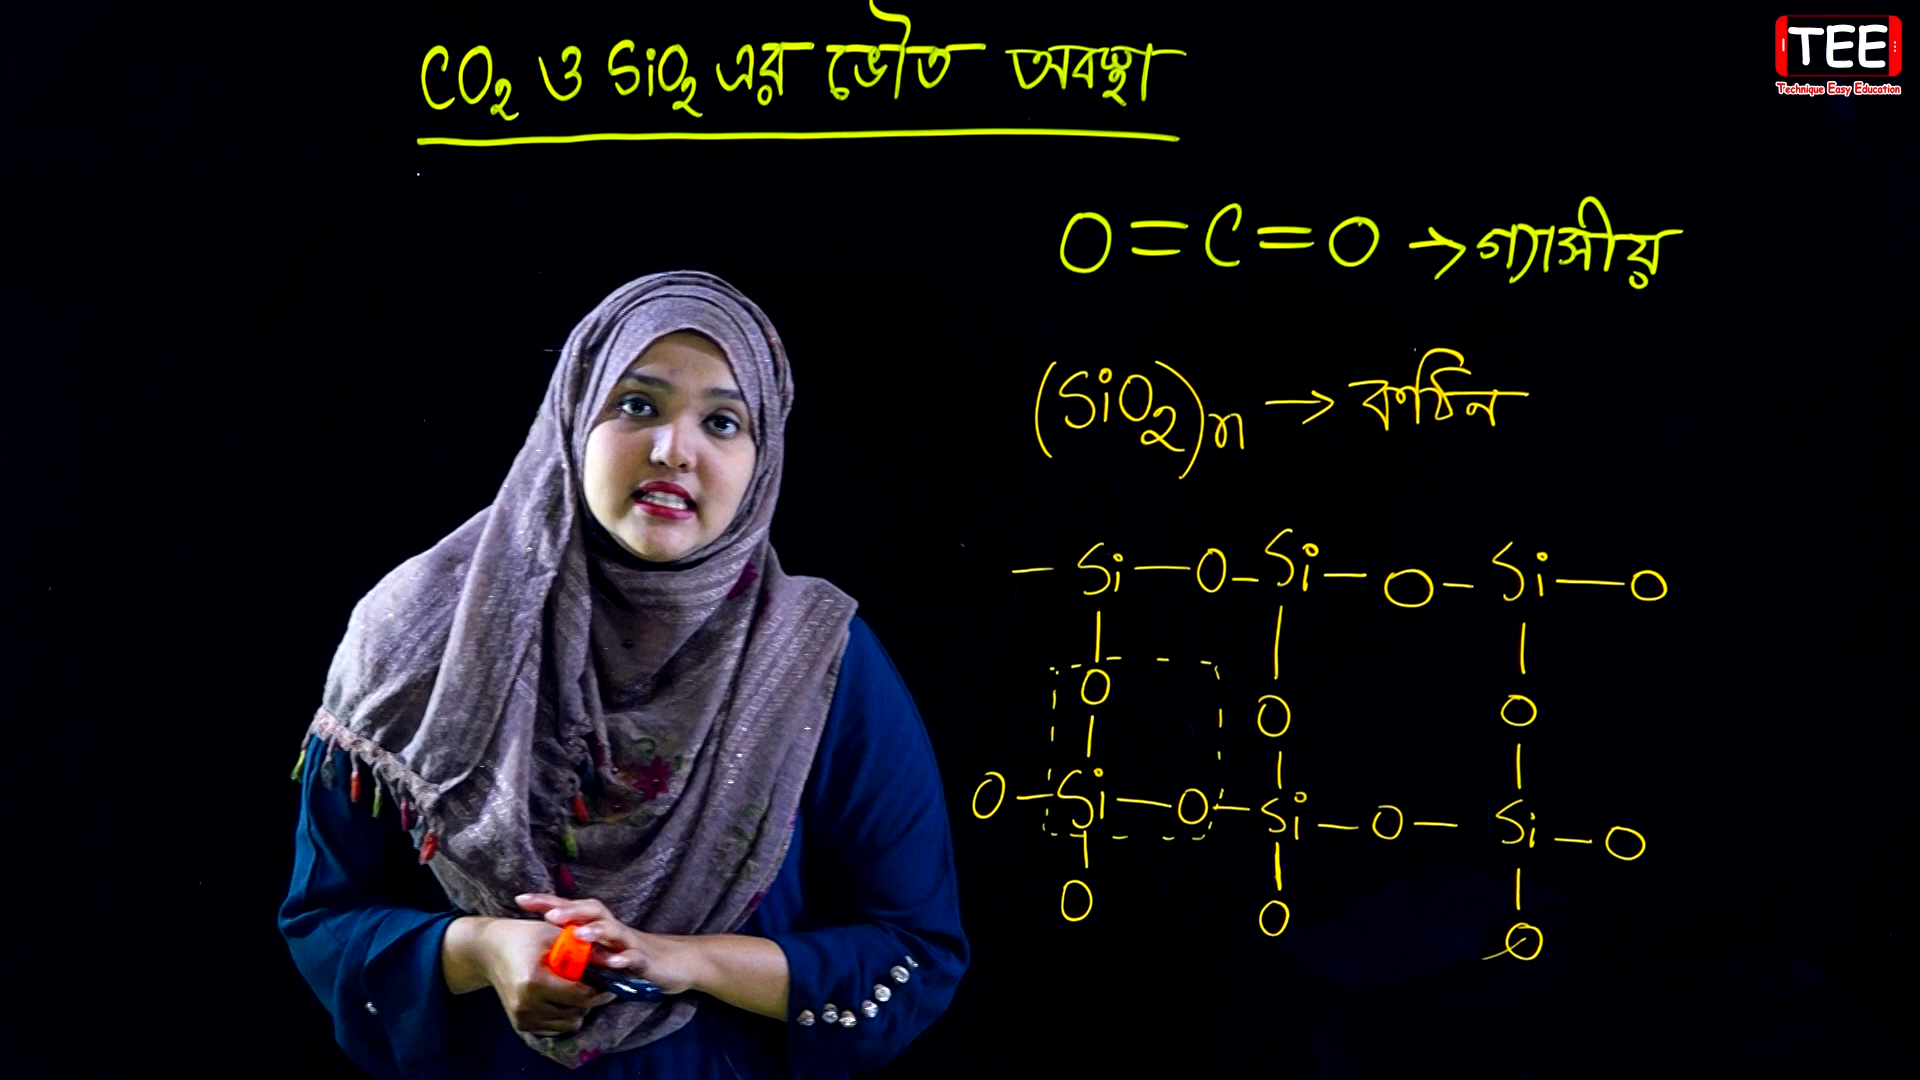 TEE
Technique Easy Education
CO₂ ও SiO₂ এর ভৌত অবস্থা
O=C=O → গ্যাসীয়
(SiO₂)n → কঠিন
— Si — O — Si — O — Si — O
| | |
O O O
| | |
O — Si — O — Si — O — Si — O
| | |
O O O